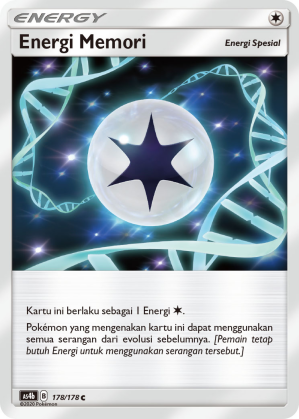 ENERGY
Energi Memori
Energi Spesial
Kartu ini berlaku sebagai 1 Energi
Pokémon yang mengenakan kartu ini dapat menggunakan
semua serangan dari evolusi sebelumnya. [Pemain tetap
butuh Energi untuk menggunakan serangan tersebut.]
AS4b B 178/178 C
©2020 Pokémon